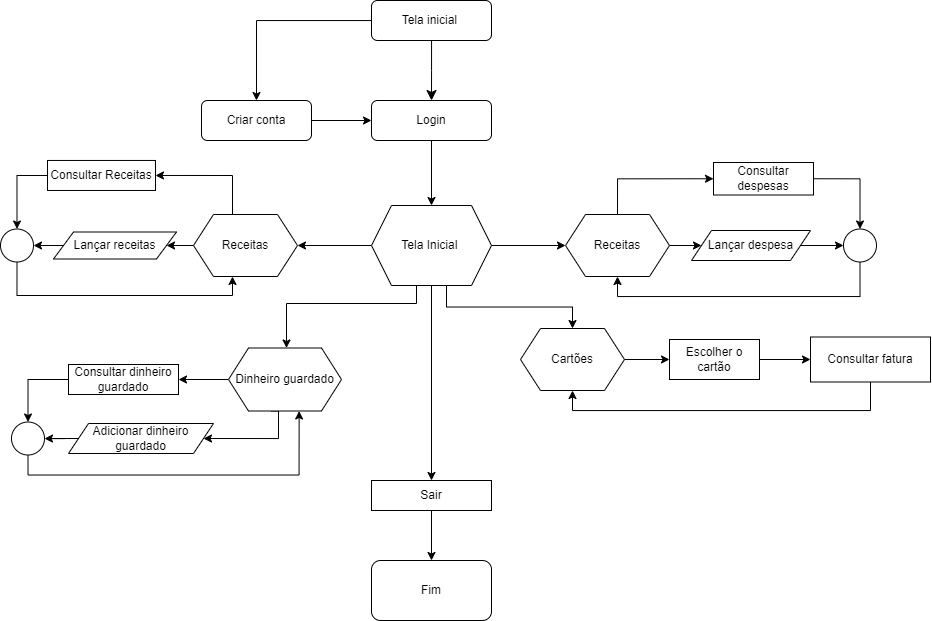 Tela inicial
Criar conta
Login
Consultar Receitas
Consultar
despesas
Lançar receitas
Receitas
Tela Inicial
Receitas
Lançar despesa
Consultar dinheiro
guardado
Dinheiro guardado
Cartões
Escolher o
cartão
Consultar fatura
Adicionar dinheiro
guardado
Sair
Fim